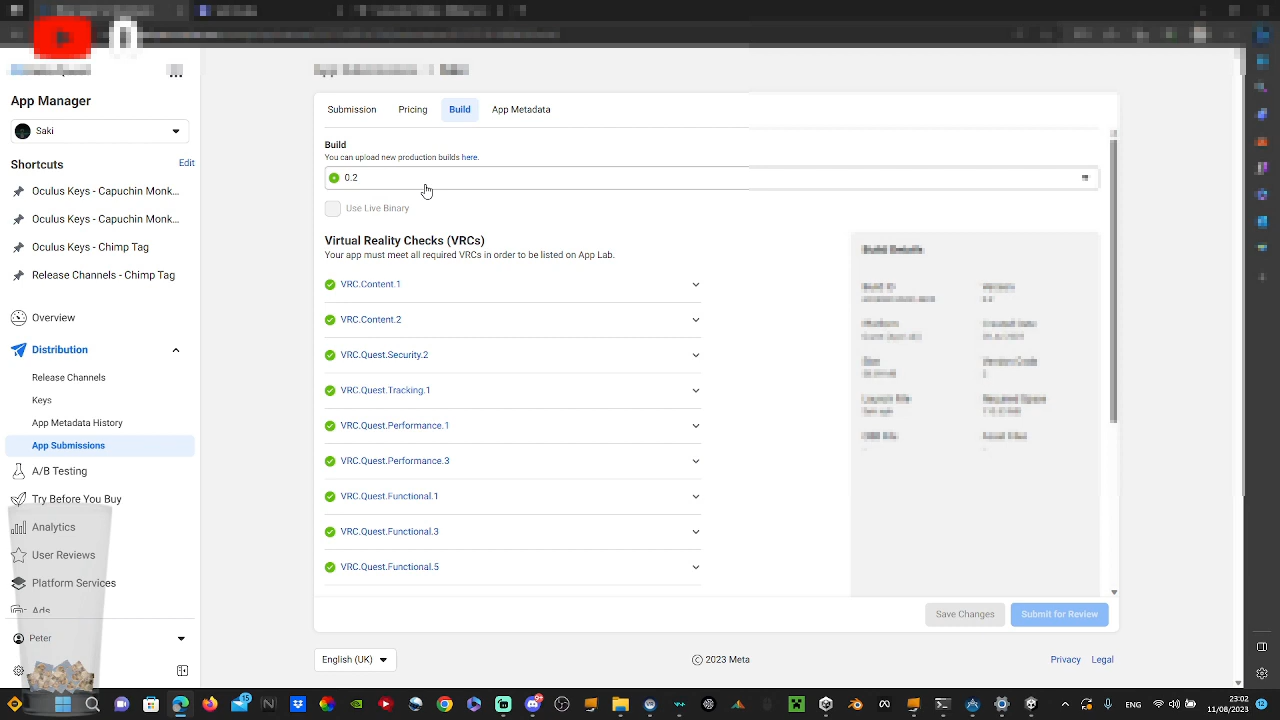 App Manager
Saki
Shortcuts
Edit
Oculus Keys - Capuchin Monk...
Oculus Keys - Capuchin Monk...
Oculus Keys - Chimp Tag
Release Channels - Chimp Tag
Overview
Distribution
Release Channels
Keys
App Metadata History
App Submissions
A/B Testing
Try Before You Buy
Analytics
User Reviews
Platform Services
Ads
Peter
Submission Pricing Build App Metadata
Build
You can upload new production builds here.
0.2
Use Live Binary
Virtual Reality Checks (VRCs)
Your app must meet all required VRCs in order to be listed on App Lab.
VRC.Content.1
VRC.Content.2
VRC.Quest.Security.2
VRC.Quest.Tracking.1
VRC.Quest.Performance.1
VRC.Quest.Performance.3
VRC.Quest.Functional.1
VRC.Quest.Functional.3
VRC.Quest.Functional.5
Build Details
Save Changes Submit for Review
English (UK)
© 2023 Meta
Privacy Legal
15
9+
23:02
11/08/2023
12